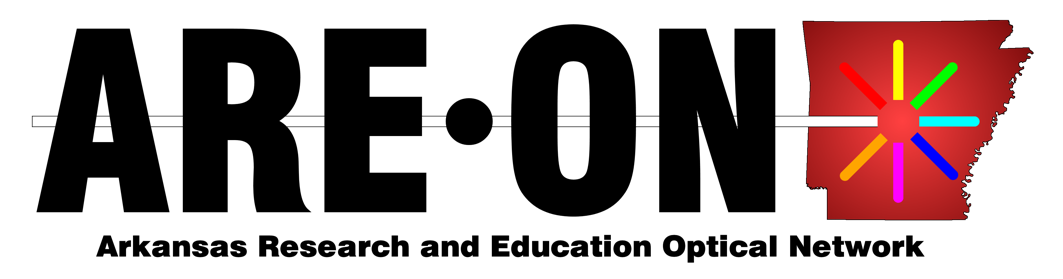 ARE•ON
Arkansas Research and Education Optical Network